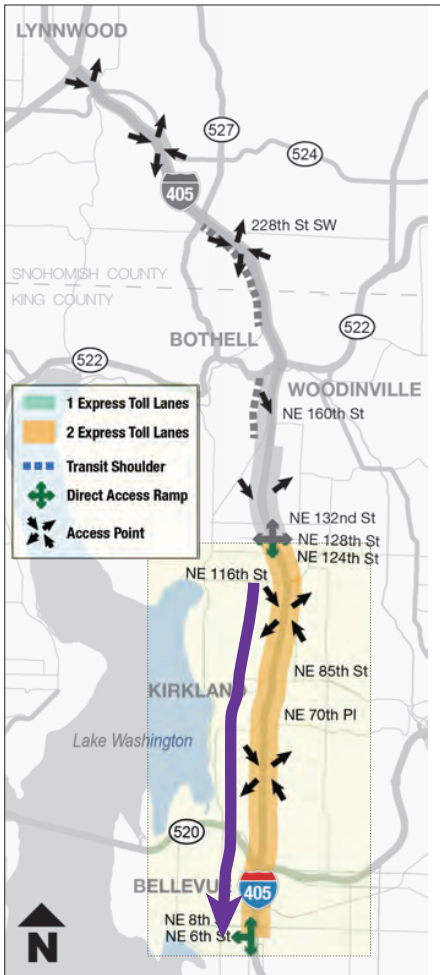 LYNNWOOD
527
524
405
228th St SW
SNOHOMISH COUNTY
KING COUNTY
522
BOTHELL
522
WOODINVILLE
1 Express Toll Lanes
2 Express Toll Lanes
Transit Shoulder
Direct Access Ramp
Access Point
NE 160th St
NE 132nd St
NE 128th St
NE 124th St
NE 116th St
NE 85th St
KIRKLAND
NE 70th Pl
Lake Washington
520
BELLEVUE
405
NE 8th
NE 6th St
N